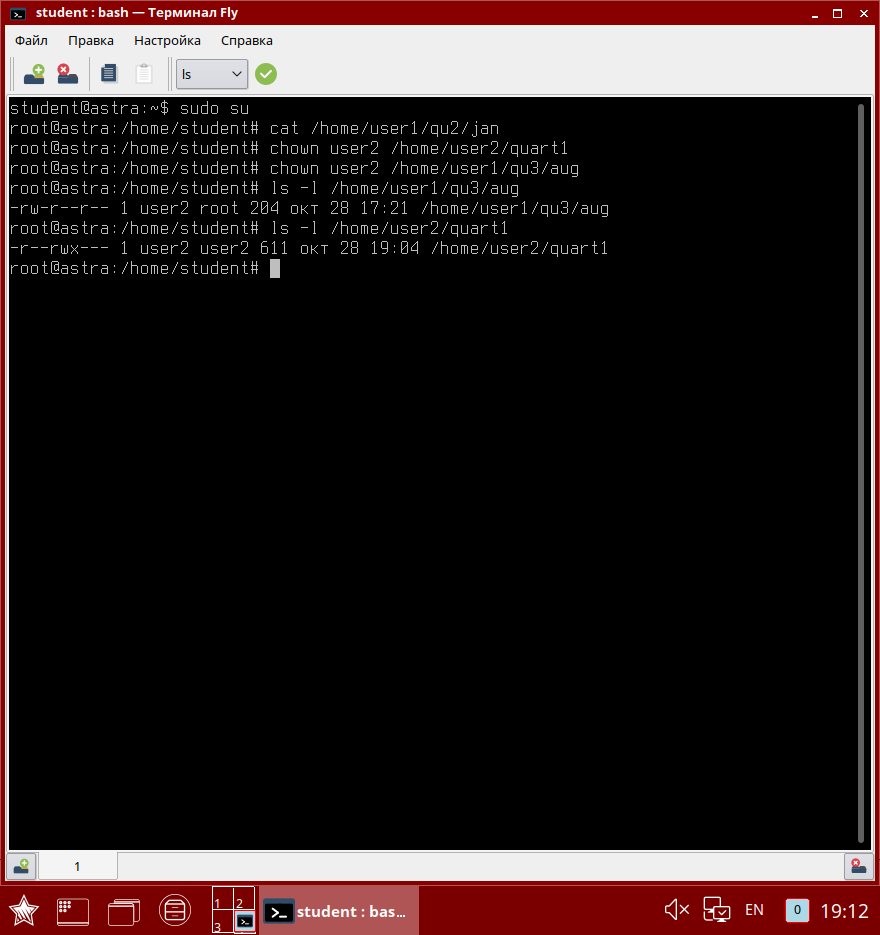 student : bash — Терминал Fly
Файл Правка Настройка Справка
ls
student@astra:~$ sudo su
root@astra:/home/student# cat /home/user1/qu2/jan
root@astra:/home/student# chown user2 /home/user2/quart1
root@astra:/home/student# chown user2 /home/user1/qu3/aug
root@astra:/home/student# ls -l /home/user1/qu3/aug
-rw-r--r-- 1 user2 root 204 окт 28 17:21 /home/user1/qu3/aug
root@astra:/home/student# ls -l /home/user2/quart1
-r--rwx--- 1 user2 user2 611 окт 28 19:04 /home/user2/quart1
root@astra:/home/student#
1
1 2
3
student : bas...
EN
0
19:12